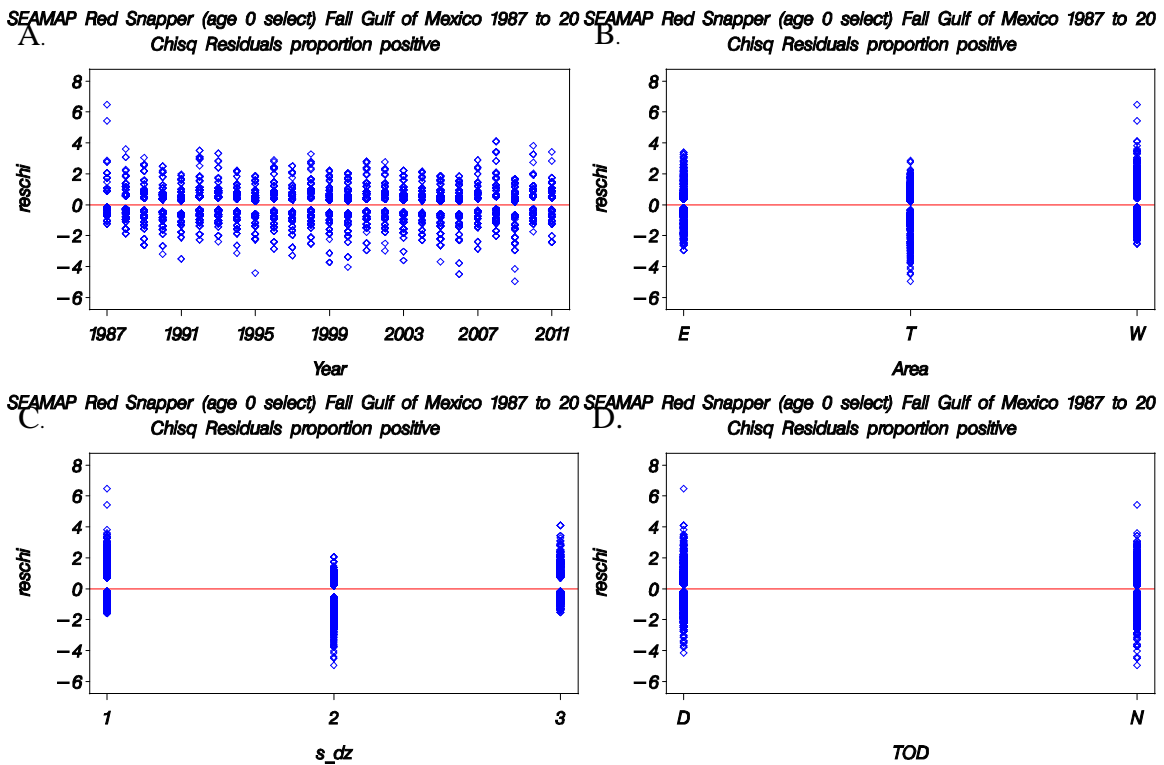 SEAMAP Red Snapper (age 0 select) Fall Gulf of Mexico 1987 to 20
A.
Chisq Residuals proportion positive
8
6
4
2
0
−2
−4
−6
reschi
1987 1991 1995 1999 2003 2007 2011
Year
SEAMAP Red Snapper (age 0 select) Fall Gulf of Mexico 1987 to 20
B.
Chisq Residuals proportion positive
8
6
4
2
0
−2
−4
−6
reschi
E T W
Area
SEAMAP Red Snapper (age 0 select) Fall Gulf of Mexico 1987 to 20
C.
Chisq Residuals proportion positive
8
6
4
2
0
−2
−4
−6
reschi
1 2 3
s_dz
SEAMAP Red Snapper (age 0 select) Fall Gulf of Mexico 1987 to 20
D.
Chisq Residuals proportion positive
8
6
4
2
0
−2
−4
−6
reschi
D N
TOD